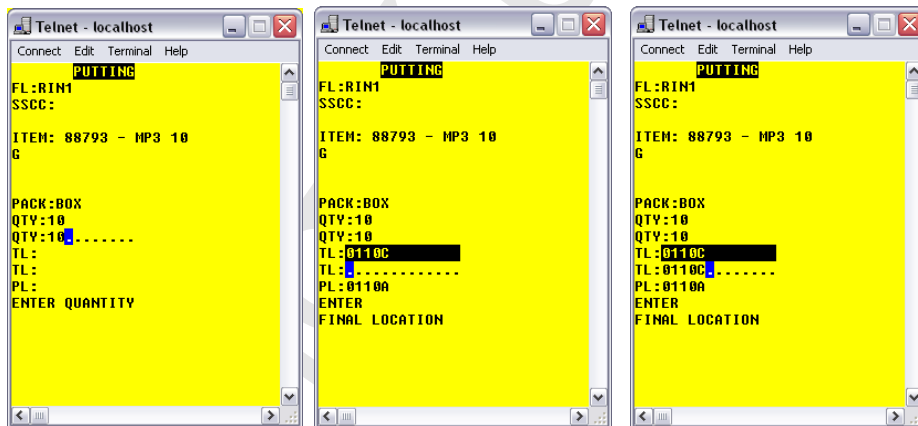 Telnet - localhost
Connect Edit Terminal Help
PUTTING
FL:RIN1
SSCC:
ITEM: 88793 - MP3 10
G
PACK:BOX
QTY:10
QTY:10.......
TL:
TL:
PL:
ENTER QUANTITY
Telnet - localhost
Connect Edit Terminal Help
PUTTING
FL:RIN1
SSCC:
ITEM: 88793 - MP3 10
G
PACK:BOX
QTY:10
QTY:10
TL:0110C
TL:.............
PL:0110A
ENTER
FINAL LOCATION
Telnet - localhost
Connect Edit Terminal Help
PUTTING
FL:RIN1
SSCC:
ITEM: 88793 - MP3 10
G
PACK:BOX
QTY:10
QTY:10
TL:0110C
TL:0110C........
PL:0110A
ENTER
FINAL LOCATION